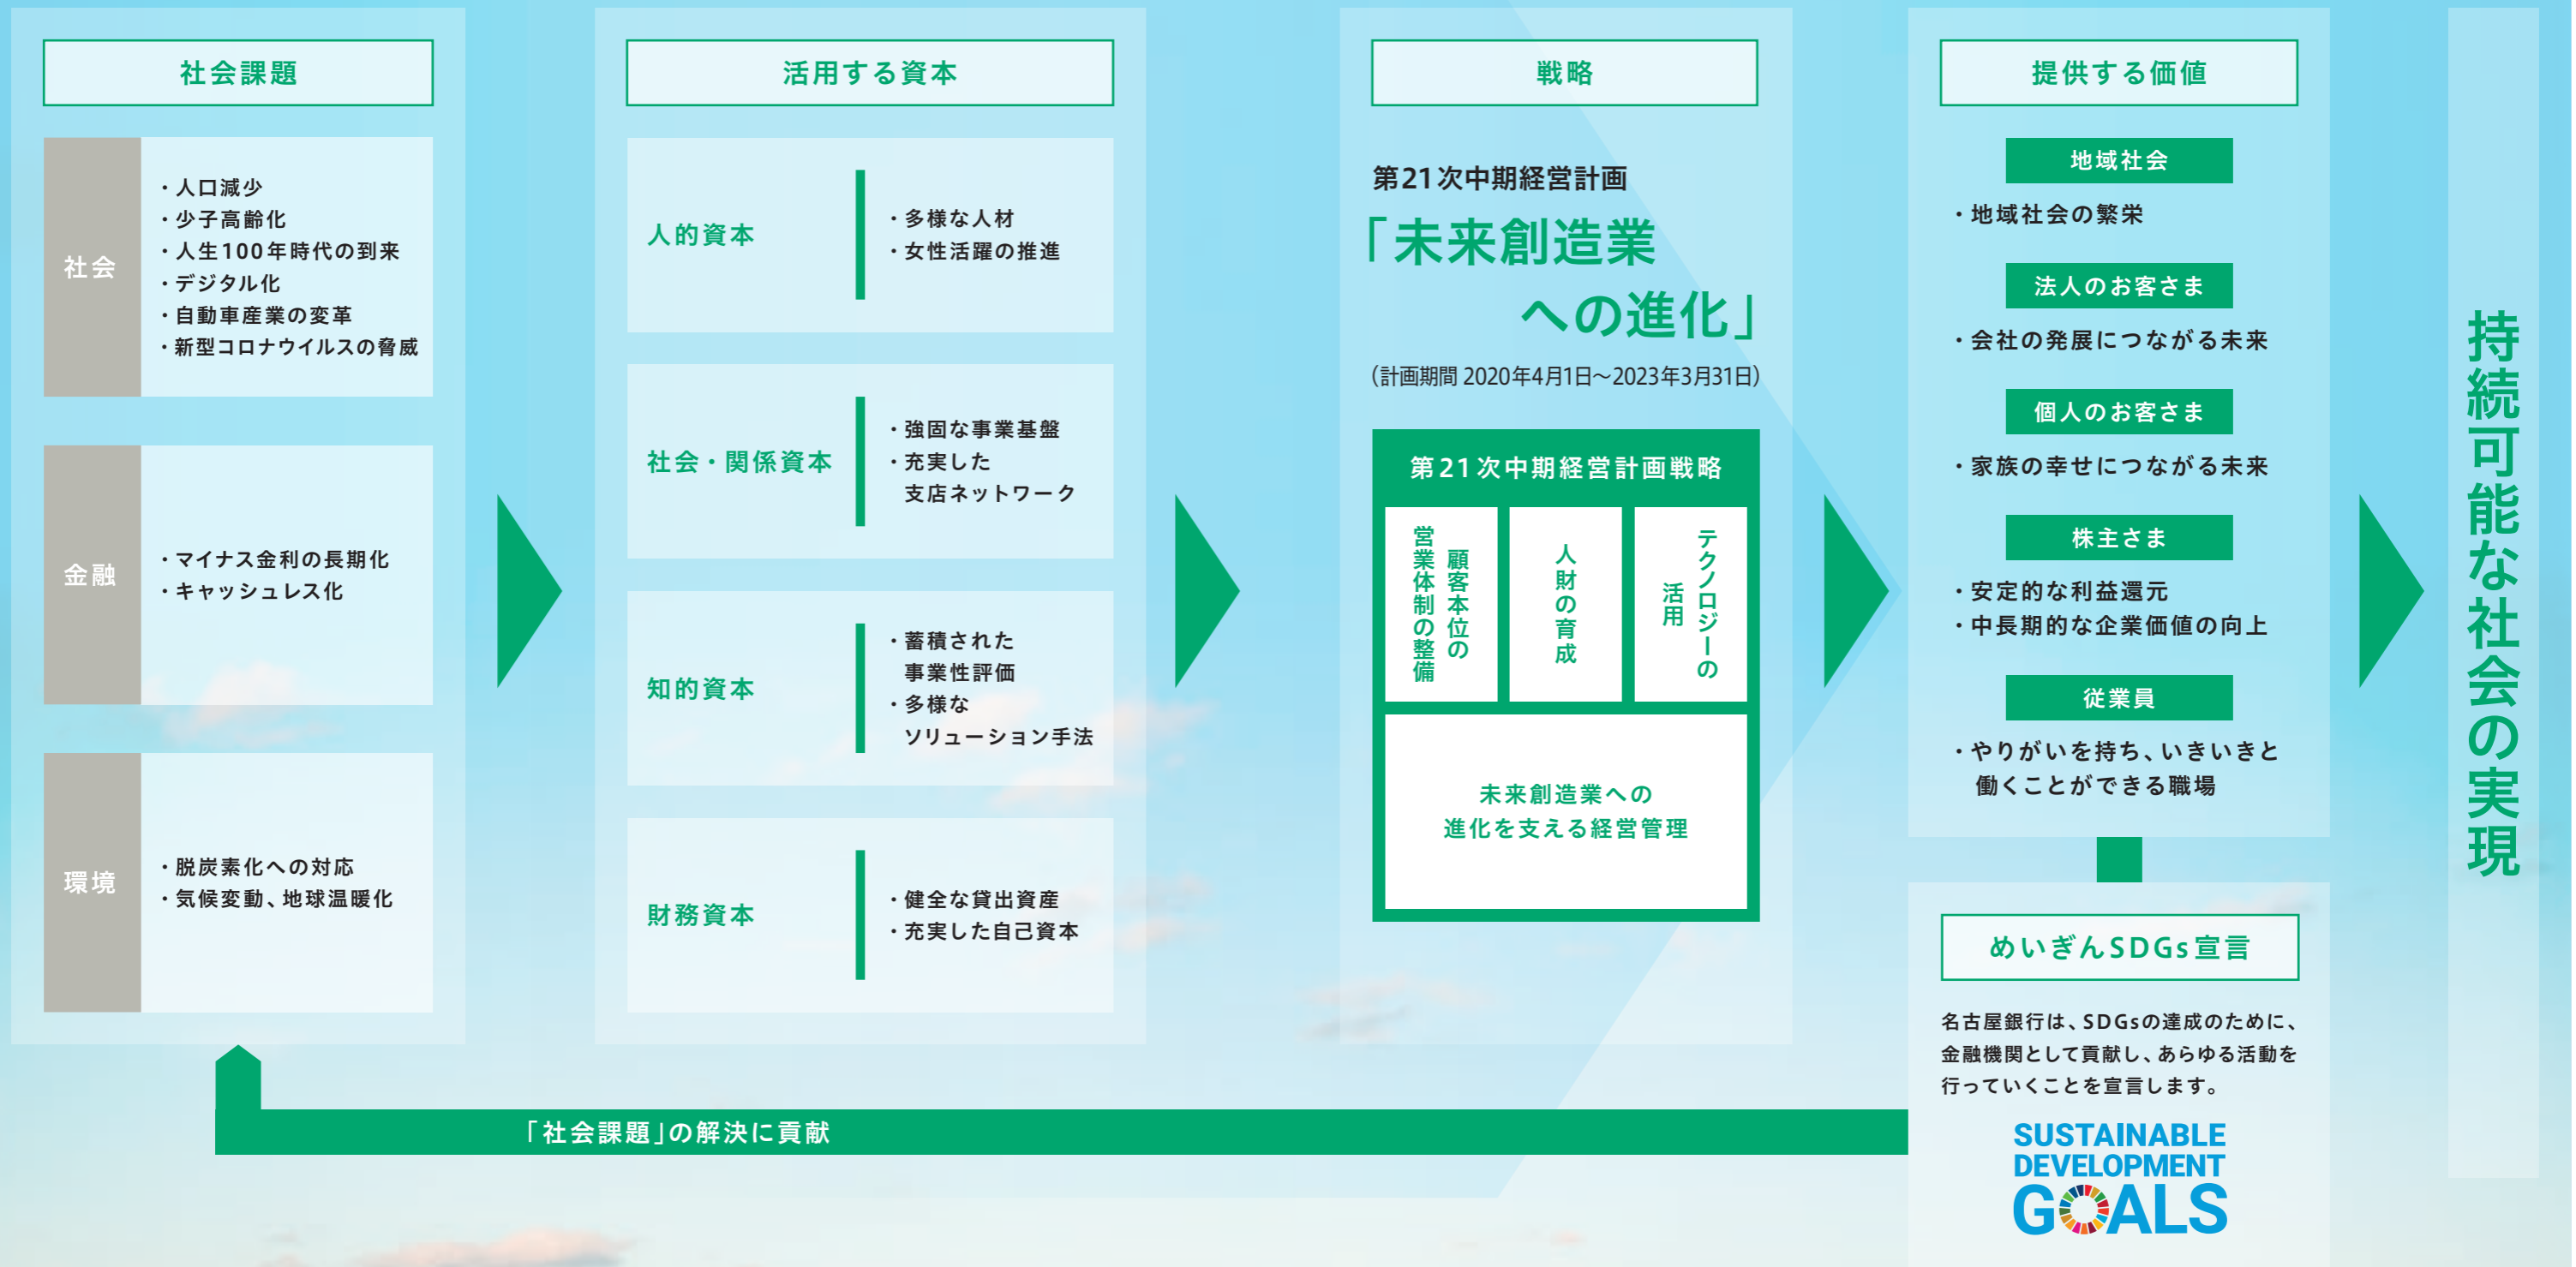 社会課題
社会
・人口減少
・少子高齢化
・人生100年時代の到来
・デジタル化
・自動車産業の変革
・新型コロナウイルスの脅威
金融
・マイナス金利の長期化
・キャッシュレス化
環境
・脱炭素化への対応
・気候変動、地球温暖化
活用する資本
人的資本
・多様な人材
・女性活躍の推進
社会・関係資本
・強固な事業基盤
・充実した
支店ネットワーク
知的資本
・蓄積された
事業性評価
・多様な
ソリューション手法
財務資本
・健全な貸出資産
・充実した自己資本
戦略
第21次中期経営計画
「未来創造業
への進化」
（計画期間 2020年4月1日～2023年3月31日）
第21次中期経営計画戦略
顧客本位の
営業体制の整備
人財の育成
テクノロジーの
活用
未来創造業への
進化を支える経営管理
提供する価値
地域社会
・地域社会の繁栄
法人のお客さま
・会社の発展につながる未来
個人のお客さま
・家族の幸せにつながる未来
株主さま
・安定的な利益還元
・中長期的な企業価値の向上
従業員
・やりがいを持ち、いきいきと
働くことができる職場
めいぎんSDGs宣言
名古屋銀行は、SDGsの達成のために、
金融機関として貢献し、あらゆる活動を
行っていくことを宣言します。
SUSTAINABLE
DEVELOPMENT
GOALS
「社会課題」の解決に貢献
持続可能な社会の実現